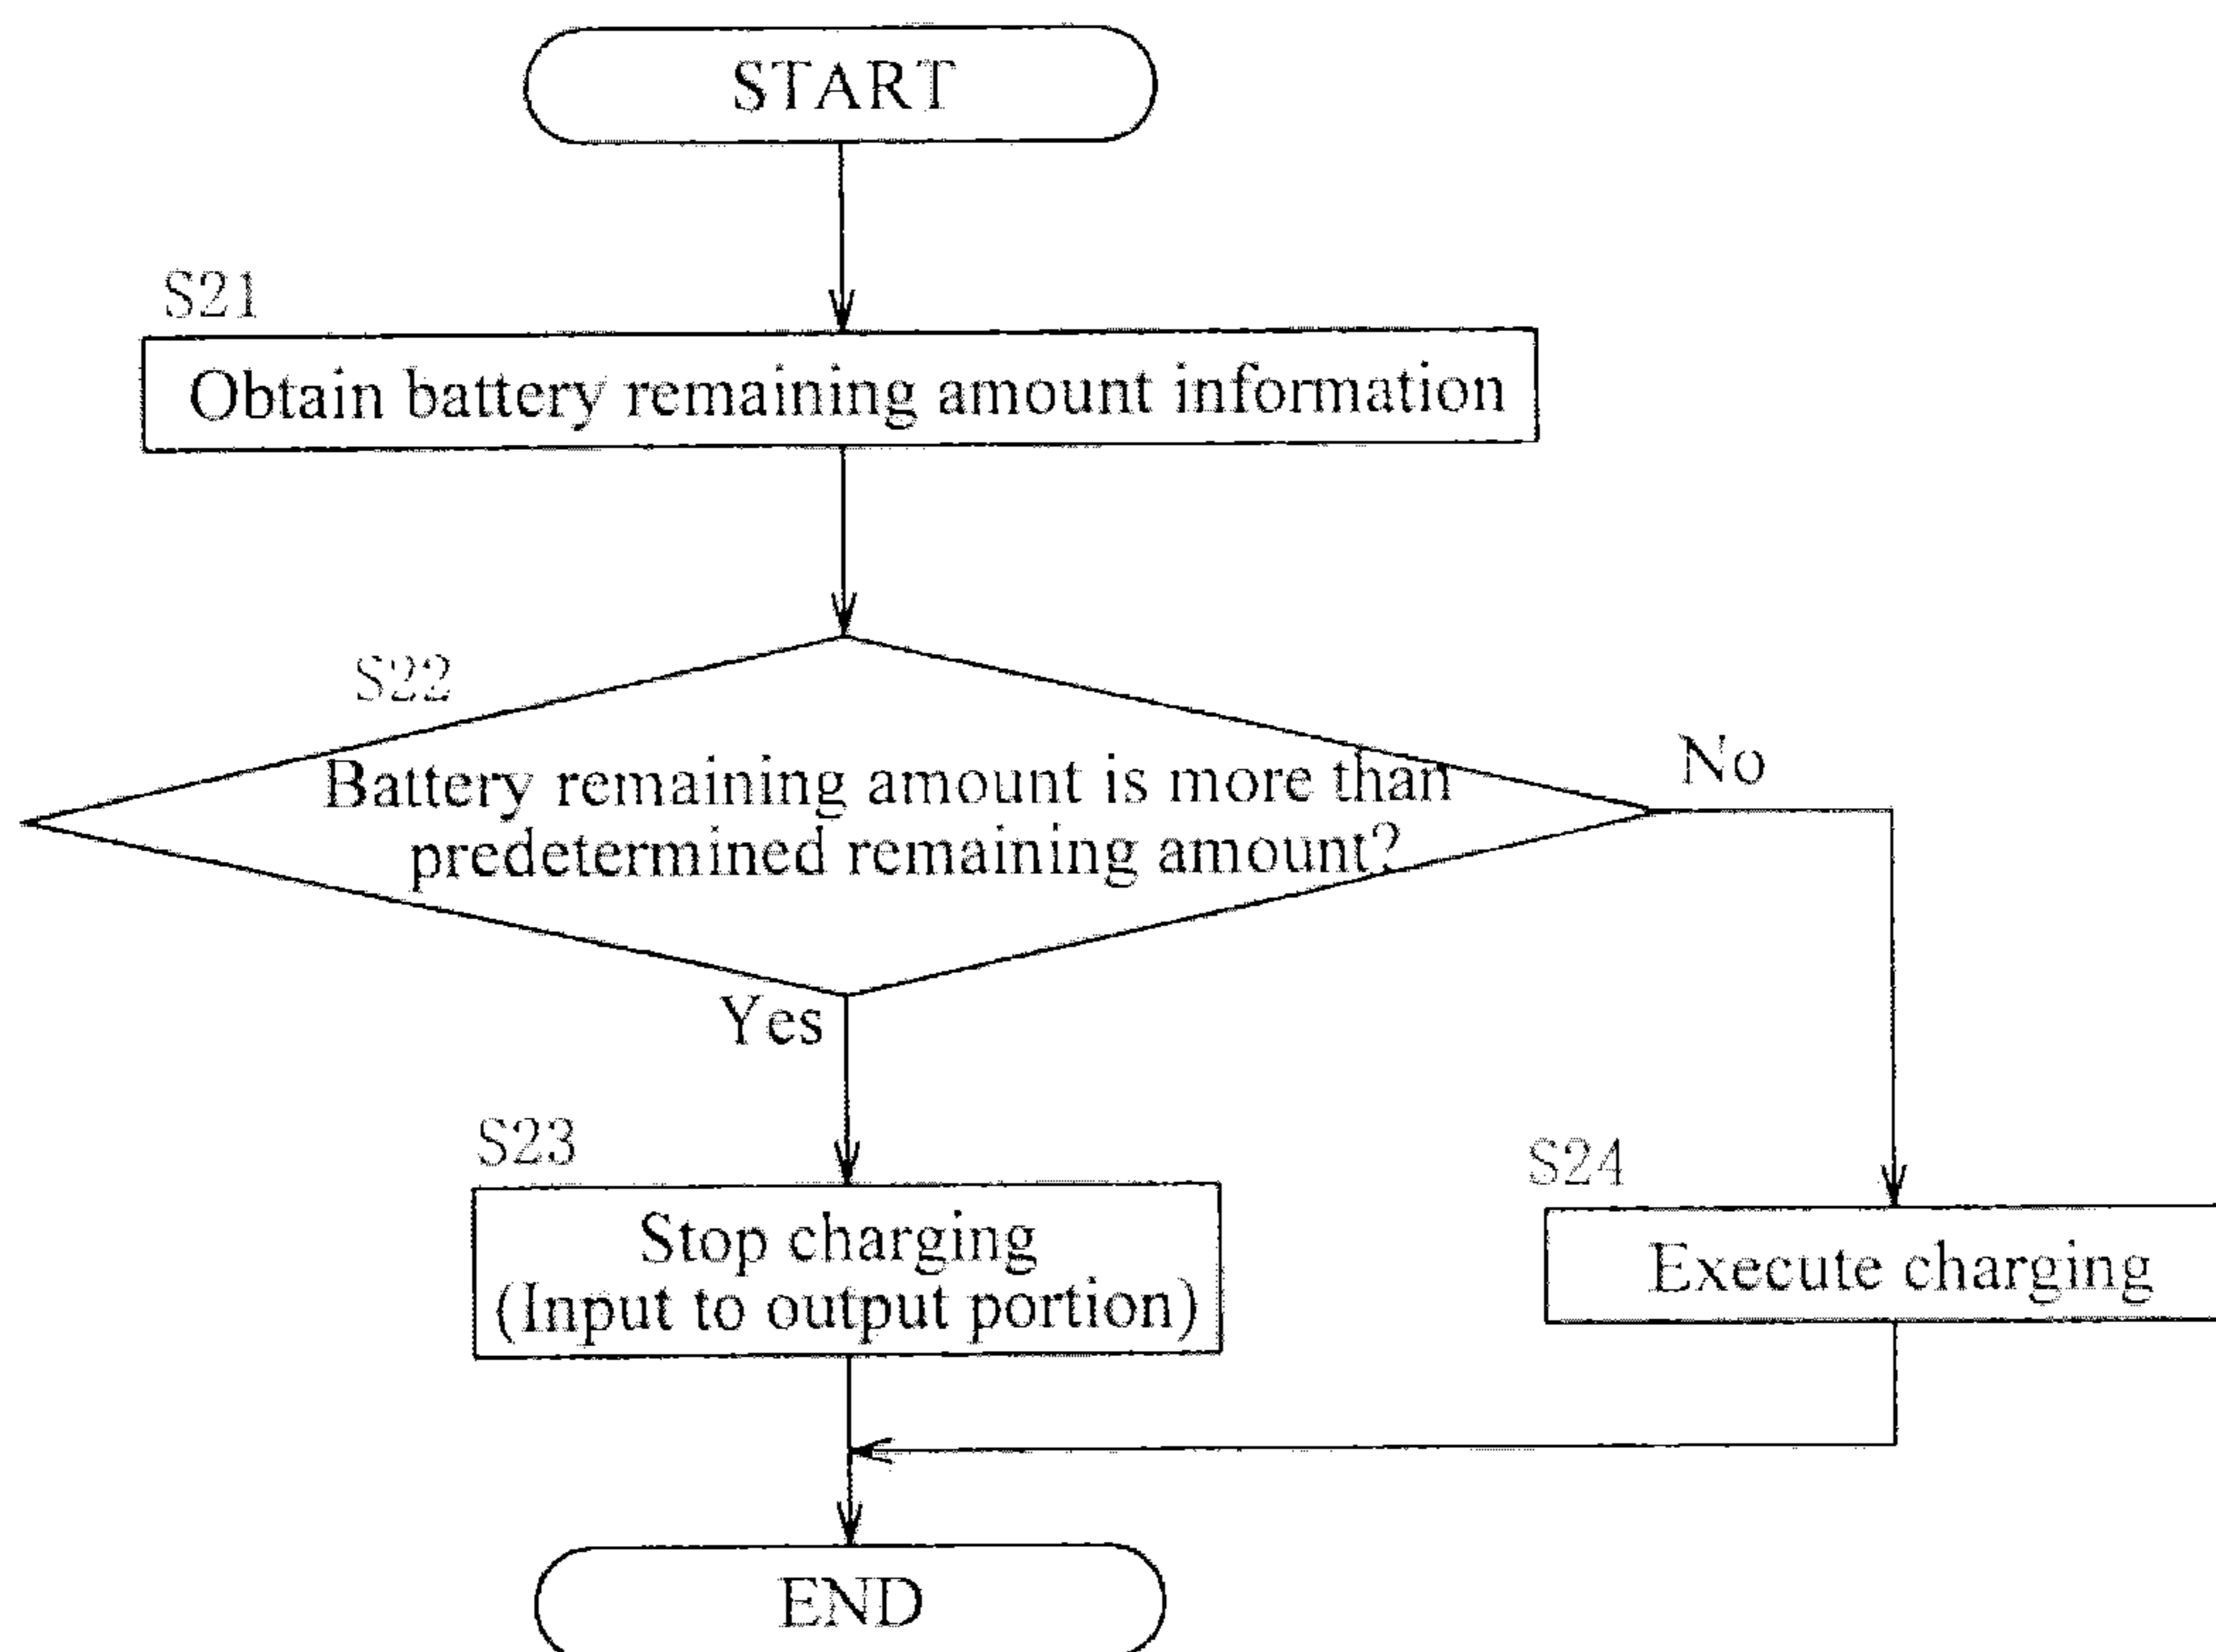 START
S21
Obtain battery remaining amount information
S22
Battery remaining amount is more than
predetermined remaining amount?
No
Yes
S23
Stop charging
(Input to output portion)
S24
Execute charging
END